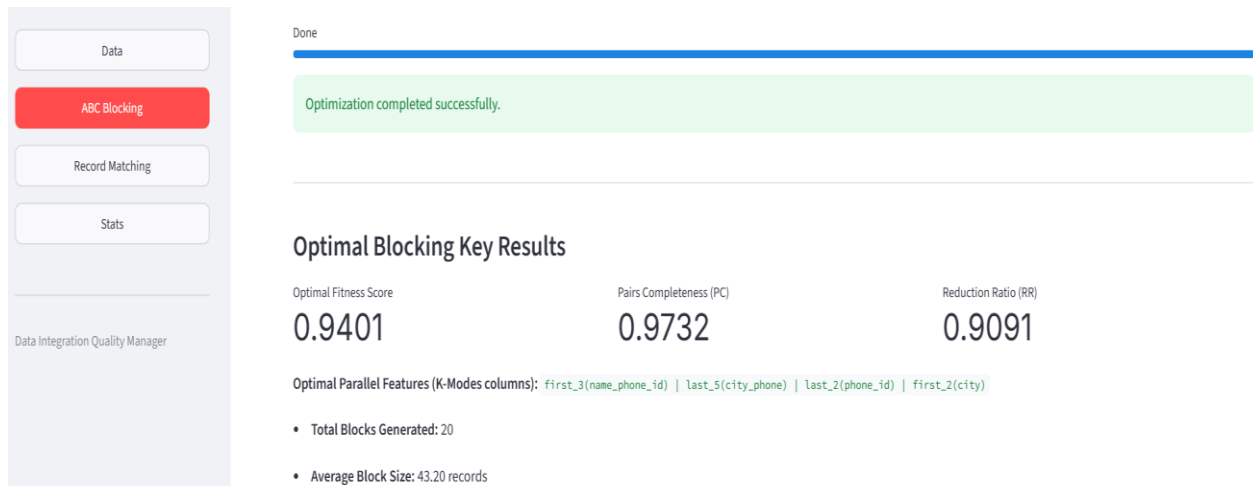 Data
ABC Blocking
Record Matching
Stats
Data Integration Quality Manager
Done
Optimization completed successfully.
Optimal Blocking Key Results
Optimal Fitness Score
0.9401
Pairs Completeness (PC)
0.9732
Reduction Ratio (RR)
0.9091
Optimal Parallel Features (K-Modes columns): first_3(name_phone_id) | last_5(city_phone) | last_2(phone_id) | first_2(city)
• Total Blocks Generated: 20
• Average Block Size: 43.20 records